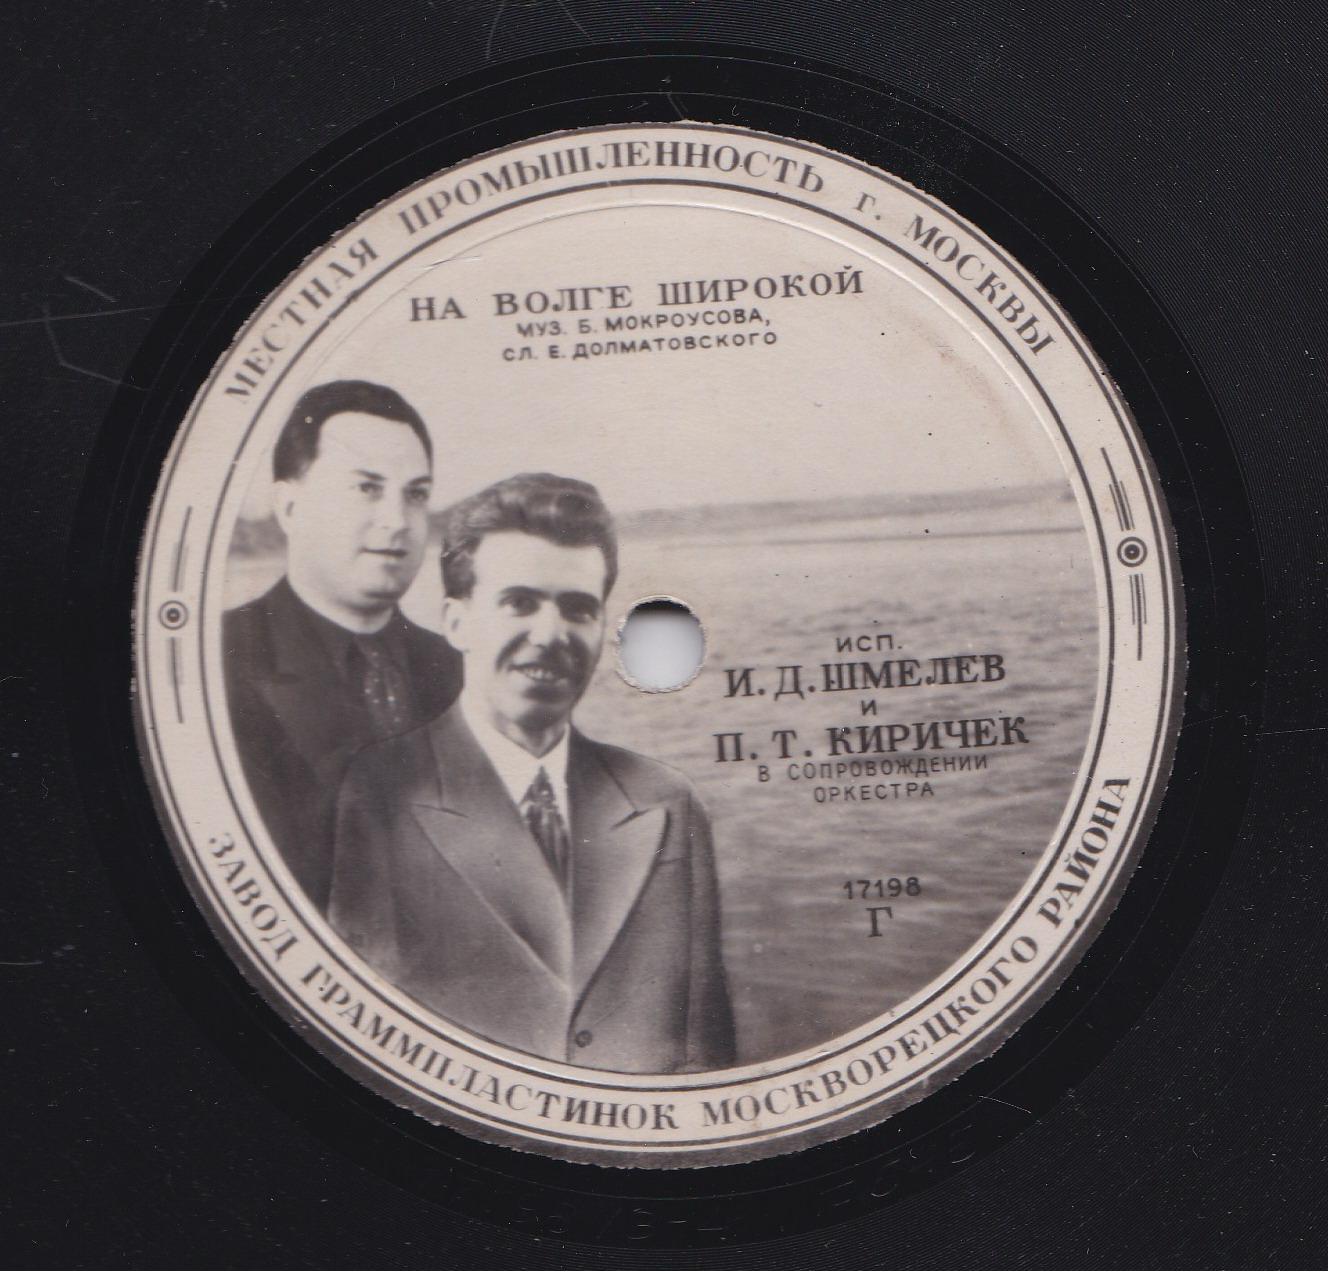 МЕСТНАЯ ПРОМЫШЛЕННОСТЬ г. МОСКВЫ
НА ВОЛГЕ ШИРОКОЙ
МУЗ. Б. МОКРОУСОВА,
СЛ. Е. ДОЛМАТОВСКОГО
ИСП.
И. Д. ШМЕЛЕВ
И
П. Т. КИРИЧЕК
В СОПРОВОЖДЕНИИ
ОРКЕСТРА
17198
Г
ЗАВОД ГРАММПЛАСТИНОК МОСКВОРЕЦКОГО РАЙОНА